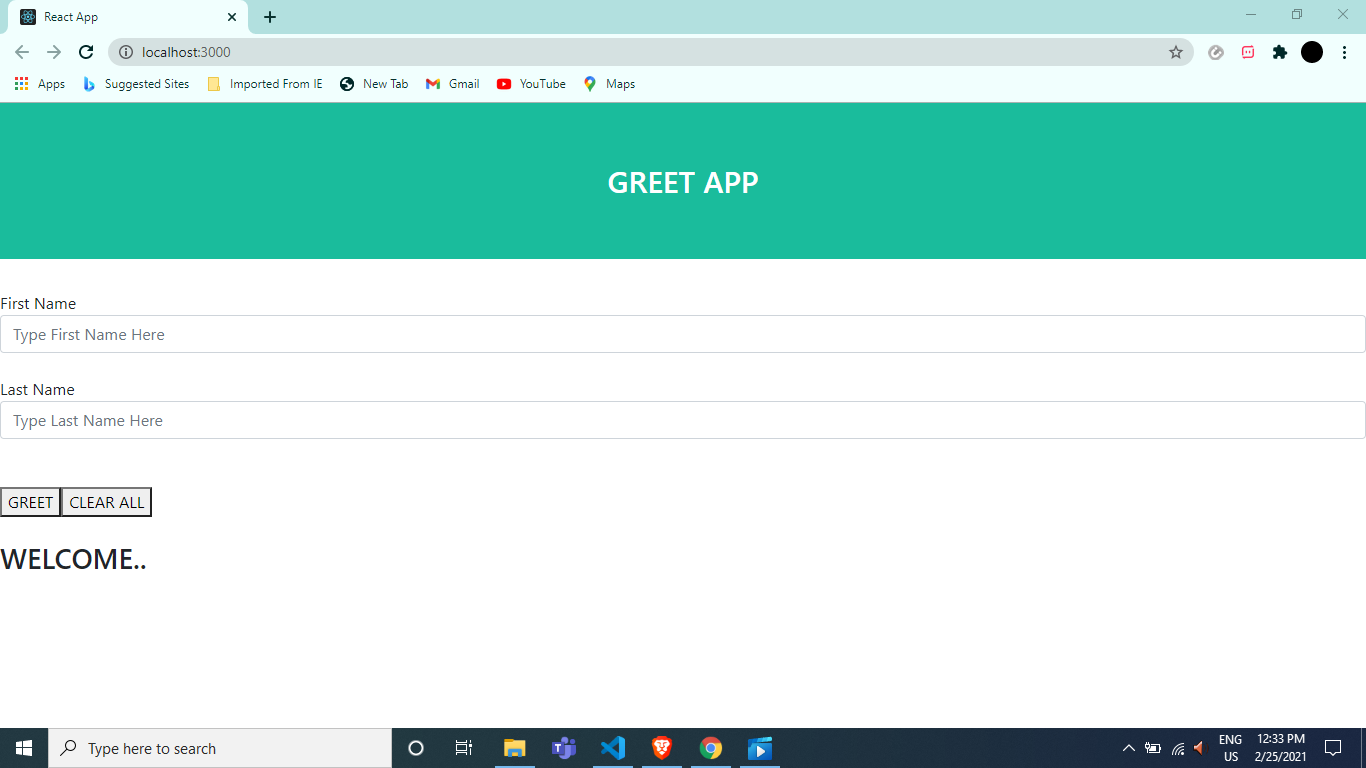 React App
localhost:3000
Apps Suggested Sites Imported From IE New Tab Gmail YouTube Maps
GREET APP
First Name
Type First Name Here
Last Name
Type Last Name Here
GREET CLEAR ALL
WELCOME..
Type here to search
ENG 12:33 PM
US 2/25/2021